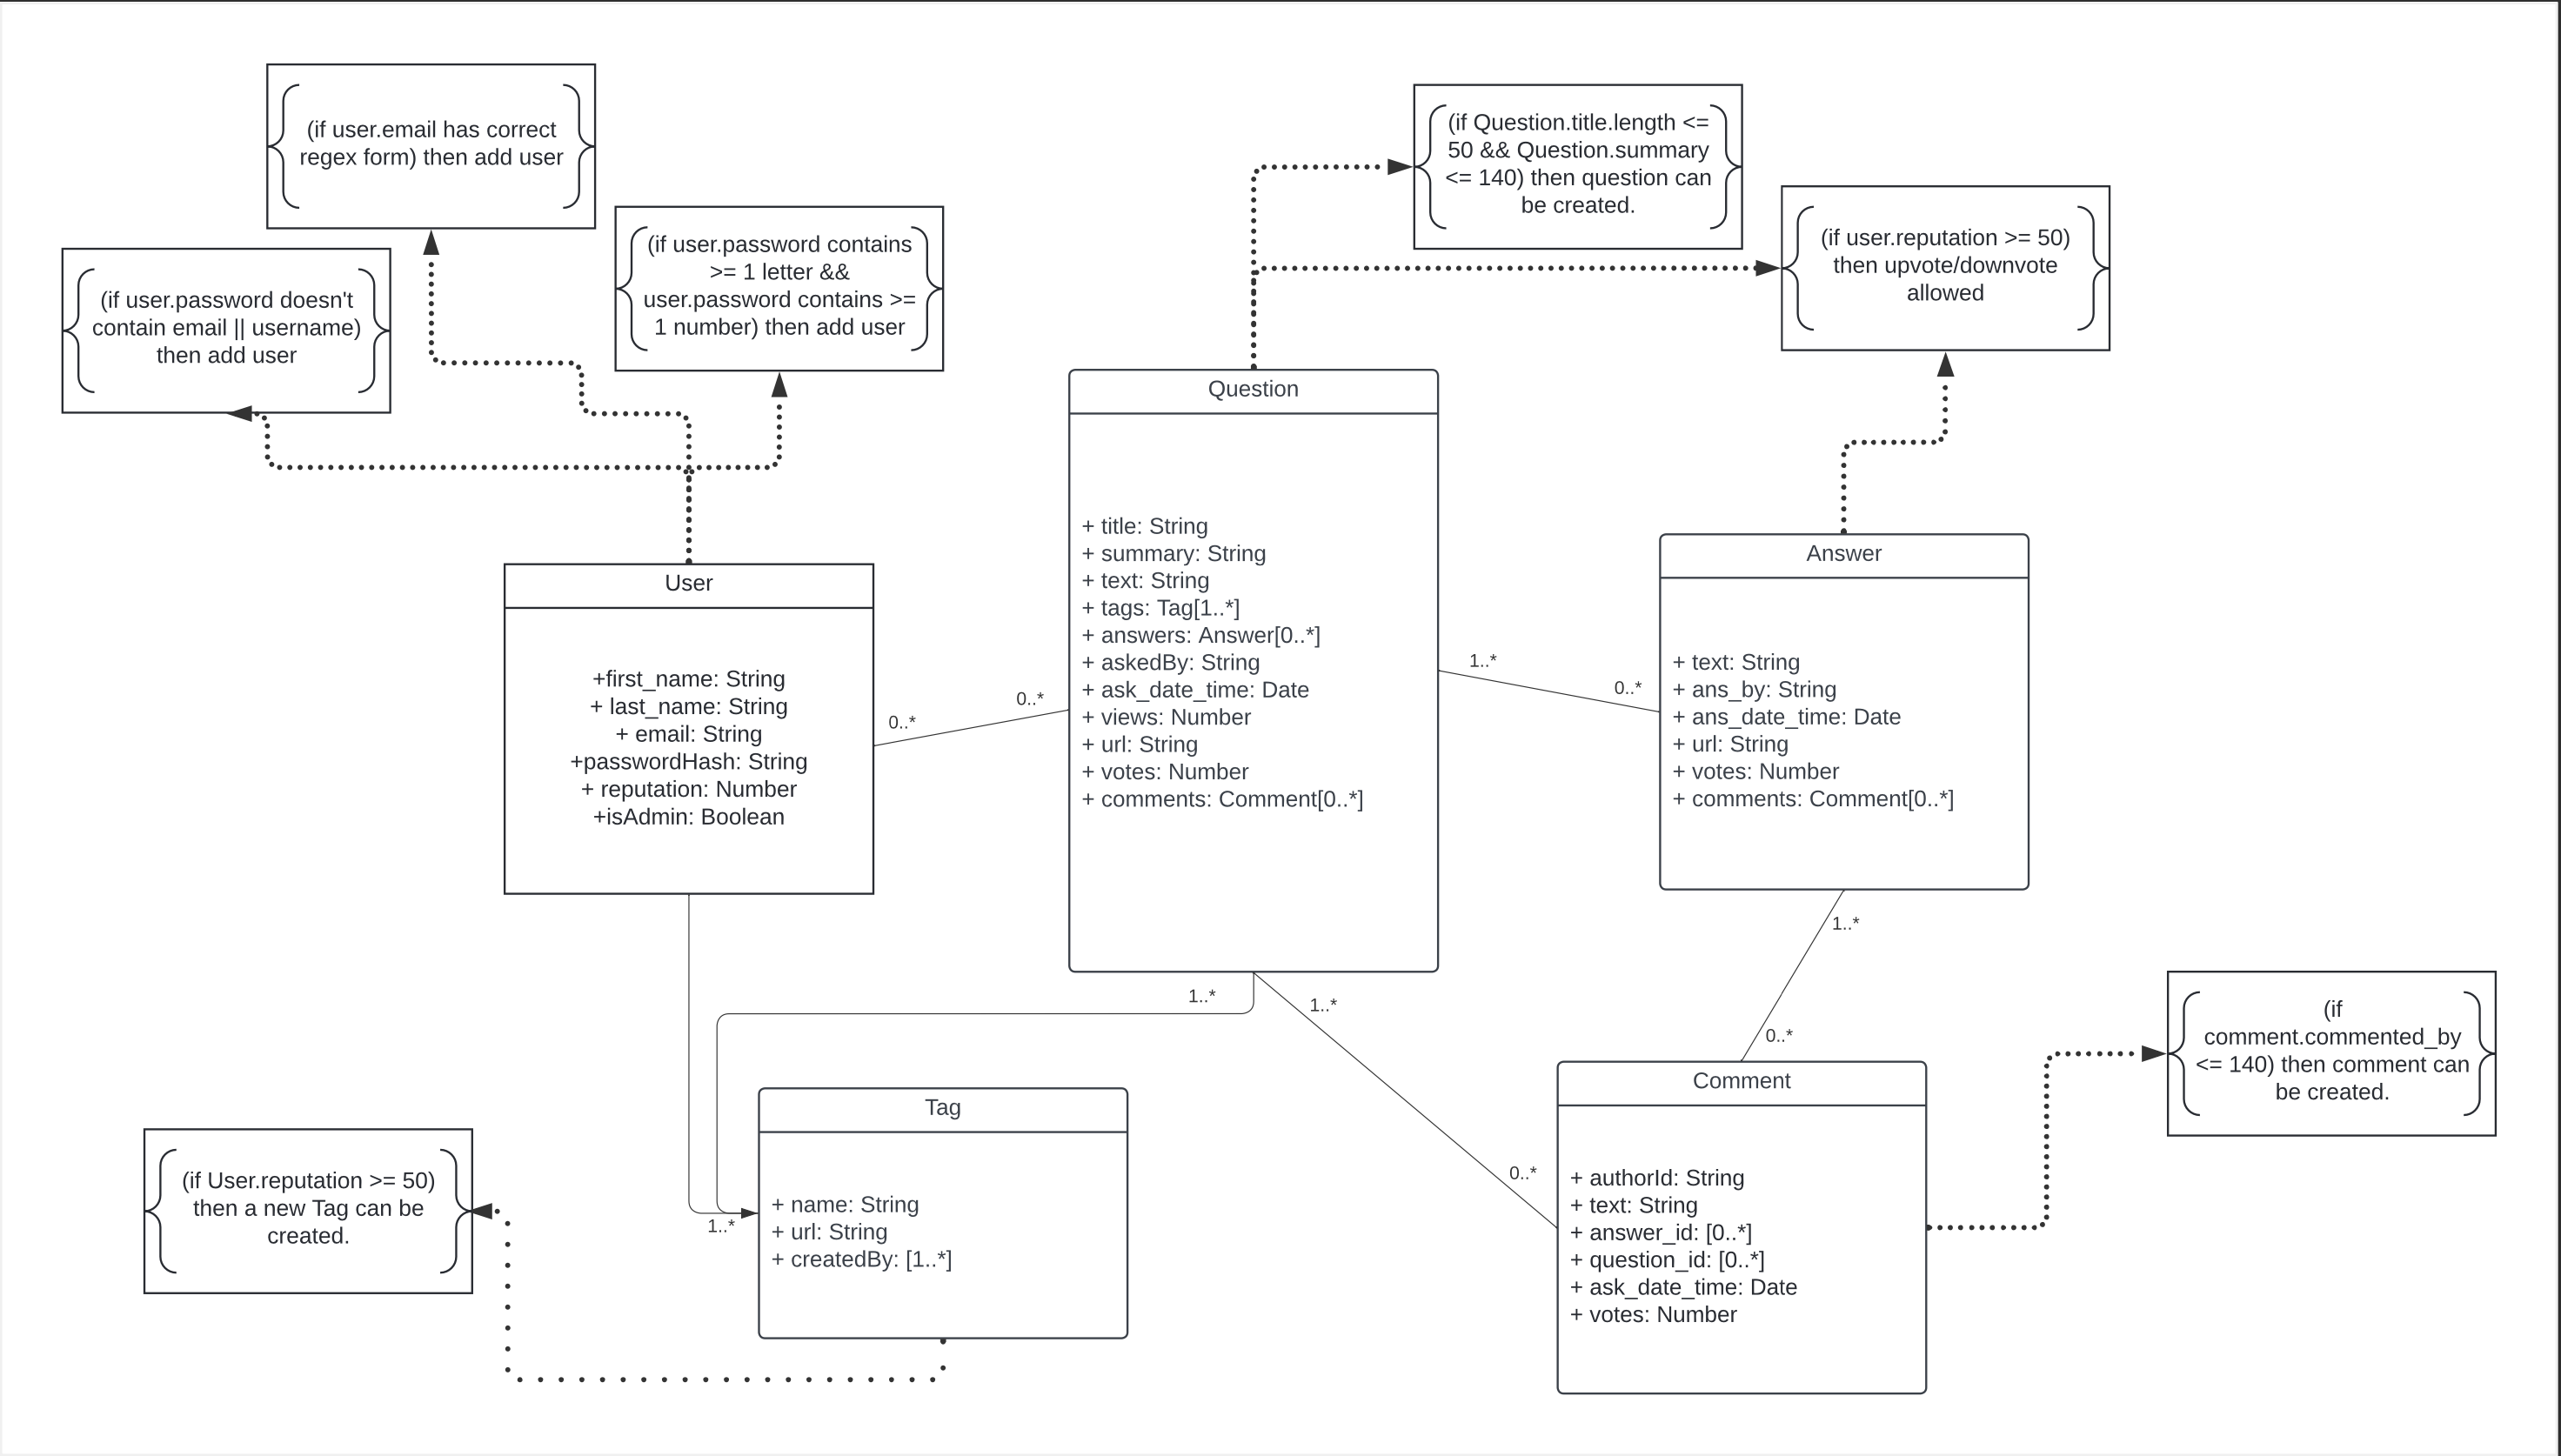 (if user.email has correct
regex form) then add user
(if user.password doesn't
contain email || username)
then add user
(if user.password contains
>= 1 letter &&
user.password contains >=
1 number) then add user
(if Question.title.length <=
50 && Question.summary
<= 140) then question can
be created.
(if user.reputation >= 50)
then upvote/downvote
allowed
User
+first_name: String
+ last_name: String
+ email: String
+passwordHash: String
+ reputation: Number
+isAdmin: Boolean
0..*
0..*
Question
+ title: String
+ summary: String
+ text: String
+ tags: Tag[1..*]
+ answers: Answer[0..*]
+ askedBy: String
+ ask_date_time: Date
+ views: Number
+ url: String
+ votes: Number
+ comments: Comment[0..*]
1..*
0..*
Answer
+ text: String
+ ans_by: String
+ ans_date_time: Date
+ url: String
+ votes: Number
+ comments: Comment[0..*]
1..*
0..*
1..*
1..*
0..*
1..*
Tag
+ name: String
+ url: String
+ createdBy: [1..*]
(if User.reputation >= 50)
then a new Tag can be
created.
Comment
+ authorId: String
+ text: String
+ answer_id: [0..*]
+ question_id: [0..*]
+ ask_date_time: Date
+ votes: Number
(if
comment.commented_by
<= 140) then comment can
be created.